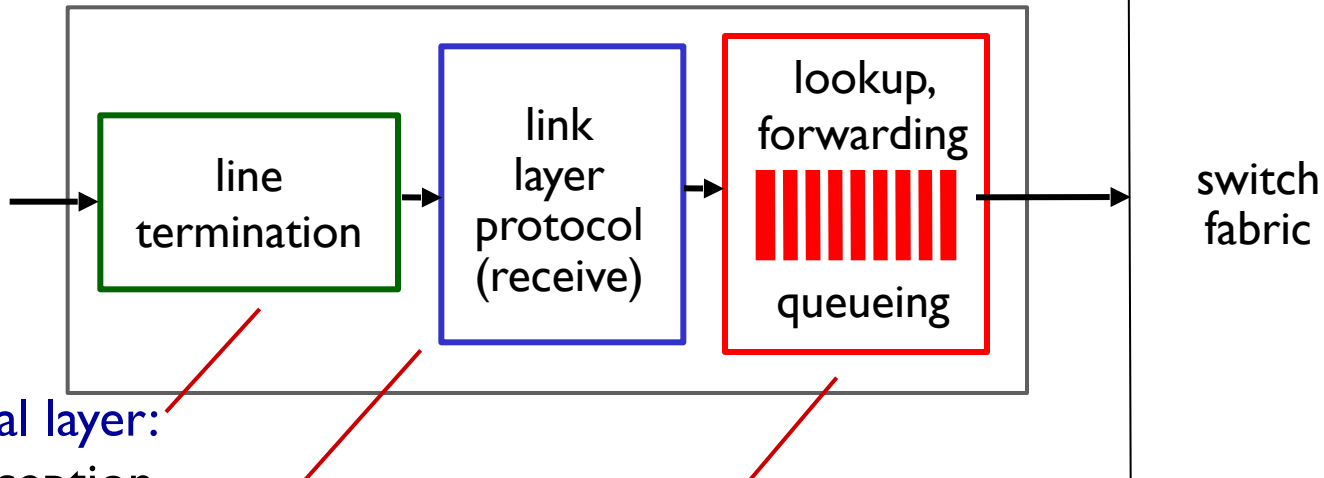 line
termination
link
layer
protocol
(receive)
lookup,
forwarding
queueing
switch
fabric
al layer: